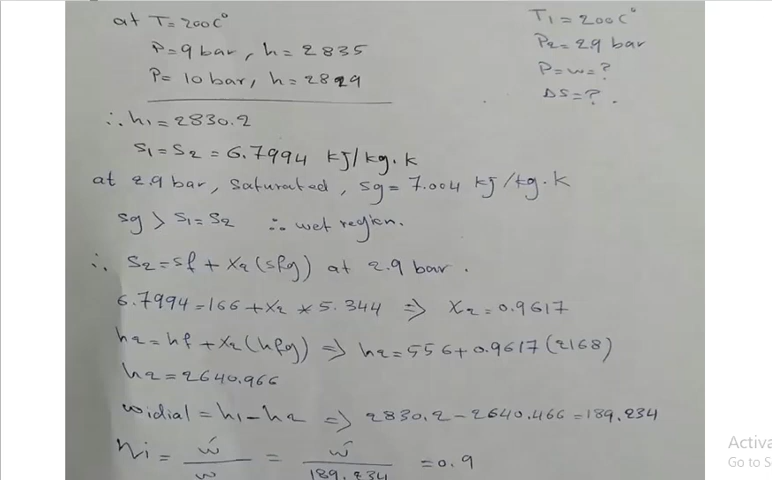 at T=200C°
P=9 bar, h=2835
P=10 bar, h=2829
∴h1=2830.2
S1=S2=6.7994 kJ/kg.k
at 2.9 bar, saturated, Sg=7.004 kJ/kg.k
Sg > S1=S2 ∴ wet region.
∴ S2=Sf+X2(Sfg) at 2.9 bar.
6.7994=166+X2*5.344 ⇒ X2=0.9617
h2=hf+X2(hfg) ⇒ h2=556+0.9617(2168)
h2=2640.966
widial=h1-h2 ⇒ 2830.2-2640.466=189.234
ηi = ẃ/w = ẃ/189.234 =0.9
T1=200C°
P2=2.9 bar
P=w=?
ΔS=?.
Activa
Go to S